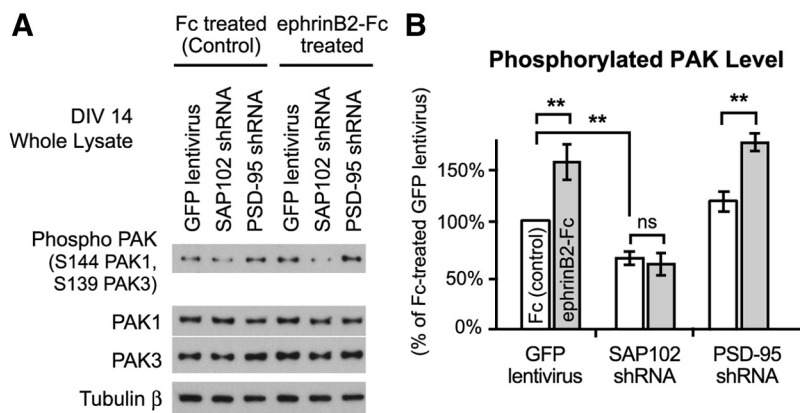 A
Fc treated
(Control)
ephrinB2-Fc
treated
DIV 14
Whole Lysate
GFP lentivirus
SAP102 shRNA
PSD-95 shRNA
GFP lentivirus
SAP102 shRNA
PSD-95 shRNA
Phospho PAK
(S144 PAK1,
S139 PAK3)
PAK1
PAK3
Tubulin β
B
Phosphorylated PAK Level
(% of Fc-treated GFP lentivirus)
150%
100%
50%
0%
**
**
ns
**
Fc (control)
ephrinB2-Fc
GFP
lentivirus
SAP102
shRNA
PSD-95
shRNA